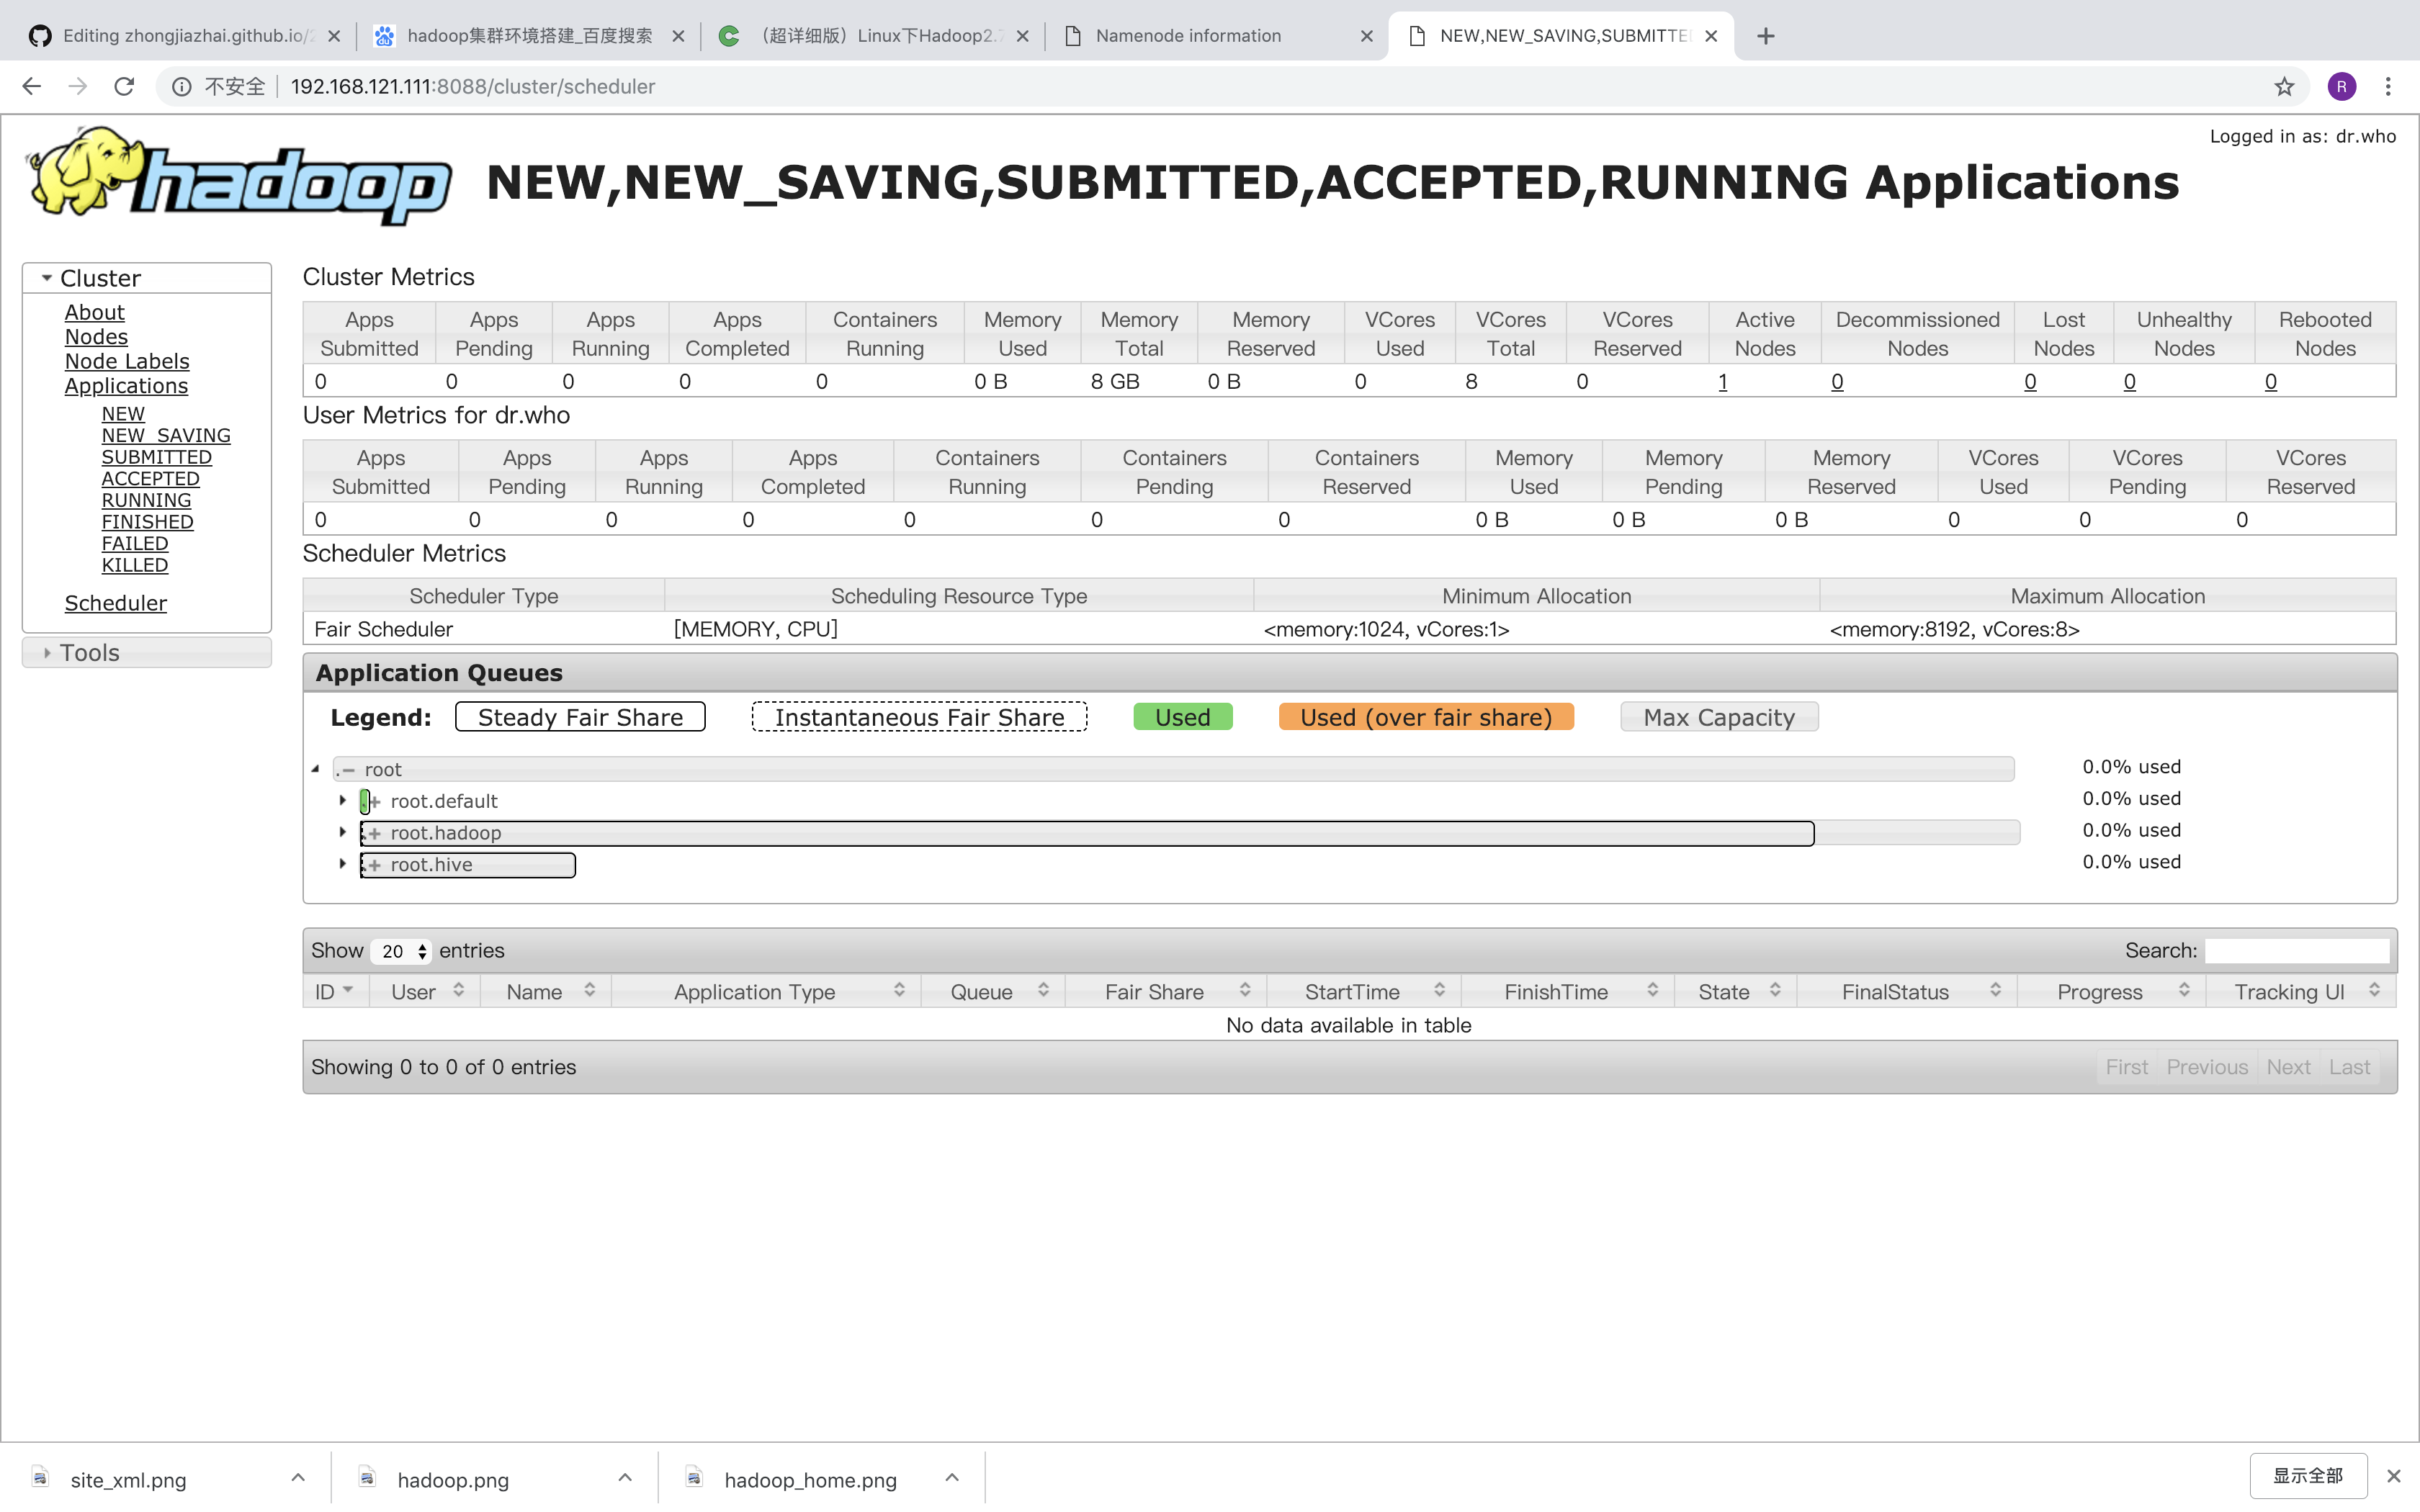 Editing zhongjiazhai.github.io/2
hadoop集群环境搭建_百度搜索
（超详细版）Linux下Hadoop2.7
Namenode information
NEW,NEW_SAVING,SUBMITTED
不安全
192.168.121.111:8088/cluster/scheduler
R
Logged in as: dr.who
hadoop
NEW,NEW_SAVING,SUBMITTED,ACCEPTED,RUNNING Applications
Cluster
About
Nodes
Node Labels
Applications
NEW
NEW_SAVING
SUBMITTED
ACCEPTED
RUNNING
FINISHED
FAILED
KILLED
Scheduler
Tools
Cluster Metrics
Apps Submitted Apps Pending Apps Running Apps Completed Containers Running Memory Used Memory Total Memory Reserved VCores Used VCores Total VCores Reserved Active Nodes Decommissioned Nodes Lost Nodes Unhealthy Nodes Rebooted Nodes
0 0 0 0 0 0 B 8 GB 0 B 0 8 0 1 0 0 0 0
User Metrics for dr.who
Apps Submitted Apps Pending Apps Running Apps Completed Containers Running Containers Pending Containers Reserved Memory Used Memory Pending Memory Reserved VCores Used VCores Pending VCores Reserved
0 0 0 0 0 0 0 0 B 0 B 0 B 0 0 0
Scheduler Metrics
Scheduler Type Scheduling Resource Type Minimum Allocation Maximum Allocation
Fair Scheduler [MEMORY, CPU] <memory:1024, vCores:1> <memory:8192, vCores:8>
Application Queues
Legend: Steady Fair Share Instantaneous Fair Share Used Used (over fair share) Max Capacity
root 0.0% used
root.default 0.0% used
root.hadoop 0.0% used
root.hive 0.0% used
Show 20 entries Search:
ID User Name Application Type Queue Fair Share StartTime FinishTime State FinalStatus Progress Tracking UI
No data available in table
Showing 0 to 0 of 0 entries First Previous Next Last
site_xml.png
hadoop.png
hadoop_home.png
显示全部